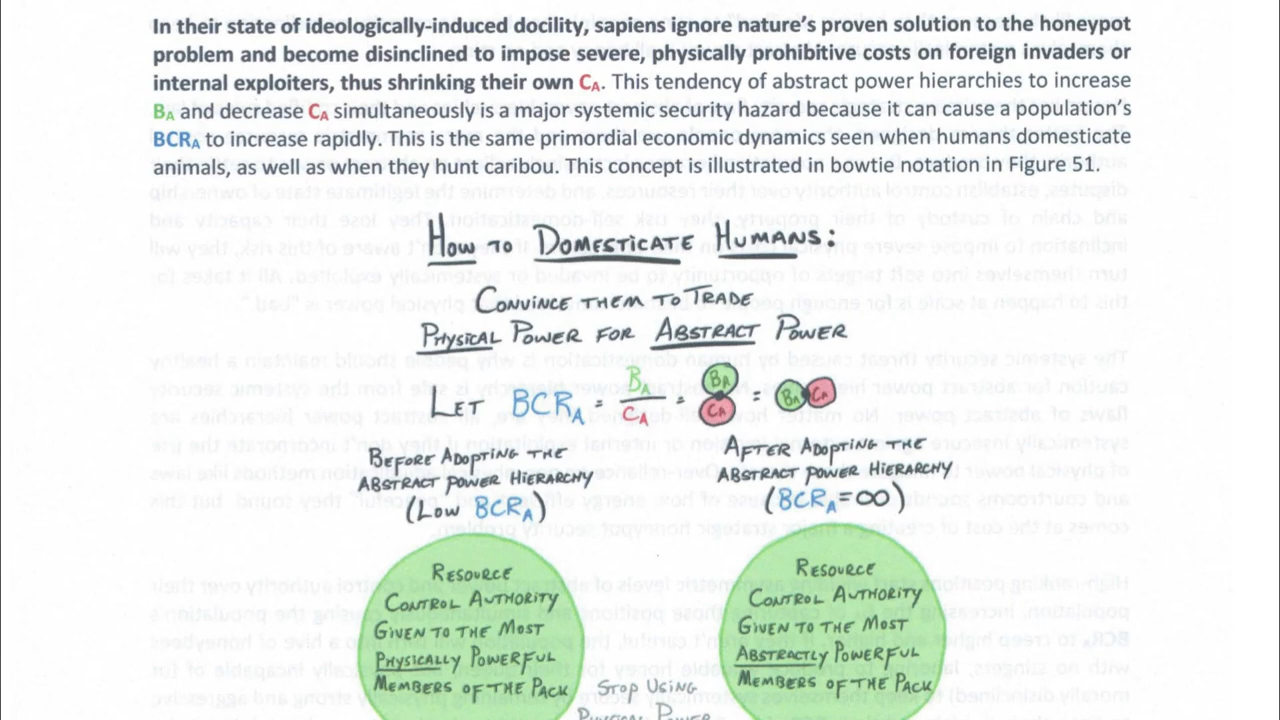 In their state of ideologically-induced docility, sapiens ignore nature's proven solution to the honeypot
problem and become disinclined to impose severe, physically prohibitive costs on foreign invaders or
internal exploiters, thus shrinking their own CA. This tendency of abstract power hierarchies to increase
BA and decrease CA simultaneously is a major systemic security hazard because it can cause a population's
BCRA to increase rapidly. This is the same primordial economic dynamics seen when humans domesticate
animals, as well as when they hunt caribou. This concept is illustrated in bowtie notation in Figure 51.
HOW TO DOMESTICATE HUMANS:
CONVINCE THEM TO TRADE
PHYSICAL POWER FOR ABSTRACT POWER
LET BCRA = BA/CA = BA CA = BA CA
BEFORE ADOPTING THE
ABSTRACT POWER HIERARCHY
(LOW BCRA)
RESOURCE
CONTROL AUTHORITY
GIVEN TO THE MOST
PHYSICALLY POWERFUL
MEMBERS OF THE PACK
AFTER ADOPTING THE
ABSTRACT POWER HIERARCHY
(BCRA=∞)
RESOURCE
CONTROL AUTHORITY
GIVEN TO THE MOST
ABSTRACTLY POWERFUL
MEMBERS OF THE PACK
STOP USING
PHYSICAL POWER